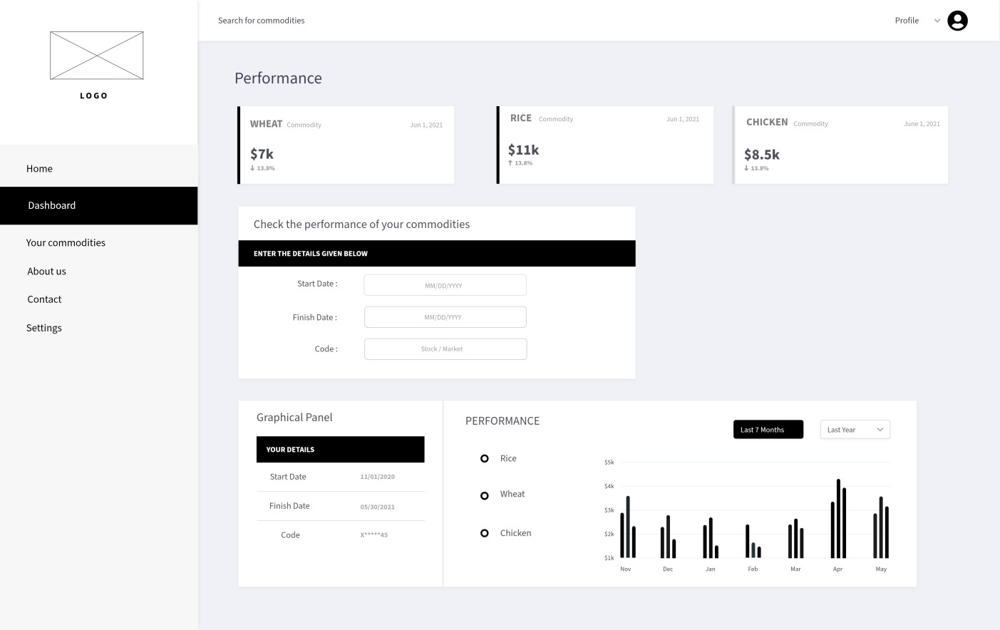 Search for commodities
Profile
LOGO
Home
Dashboard
Your commodities
About us
Contact
Settings
Performance
WHEAT Commodity Jun 1, 2021
$7k
↓ 13.8%
RICE Commodity Jun 1, 2021
$11k
↑ 13.8%
CHICKEN Commodity June 1, 2021
$8.5k
↓ 13.8%
Check the performance of your commodities
ENTER THE DETAILS GIVEN BELOW
Start Date : MM/DD/YYYY
Finish Date : MM/DD/YYYY
Code : Stock / Market
Graphical Panel
YOUR DETAILS
Start Date 11/01/2020
Finish Date 05/30/2021
Code X*****45
PERFORMANCE
Last 7 Months
Last Year
Rice
Wheat
Chicken
$5k
$4k
$3k
$2k
$1k
Nov Dec Jan Feb Mar Apr May